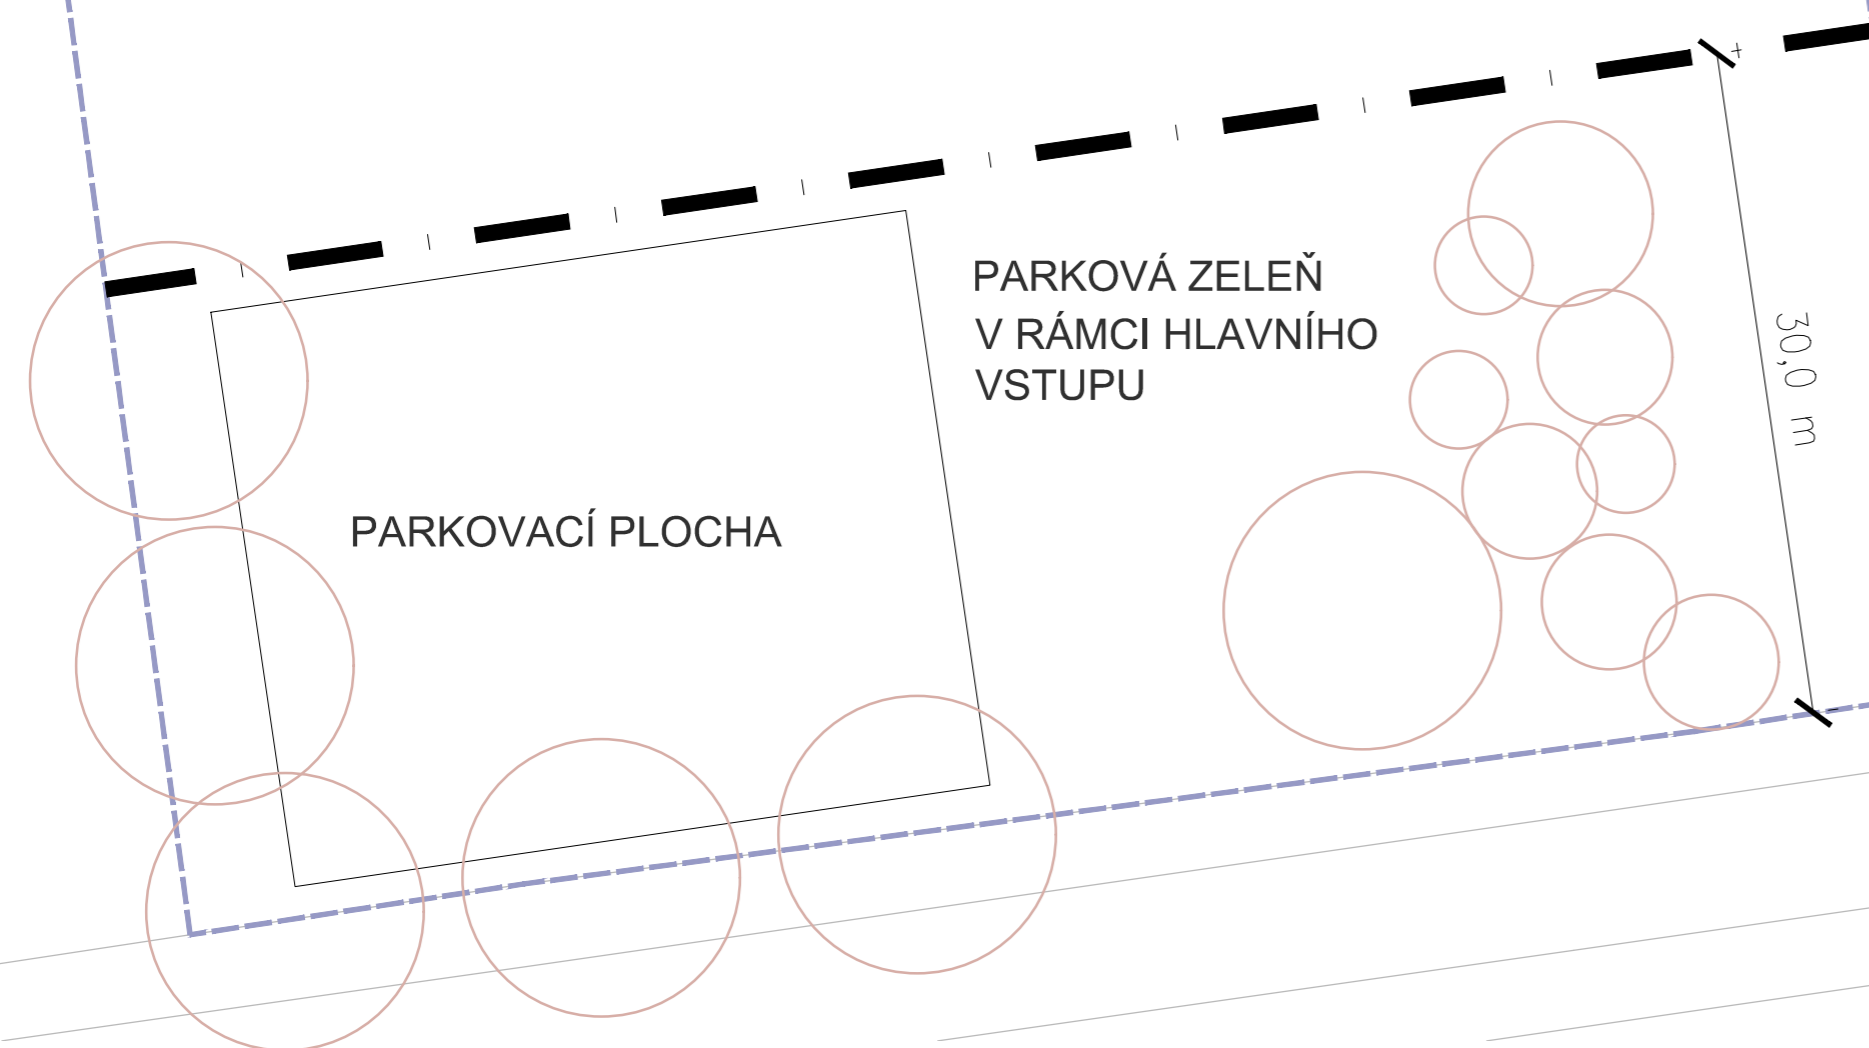 PARKOVÁ ZELEŇ
V RÁMCI HLAVNÍHO
VSTUPU
30,0 m
PARKOVACÍ PLOCHA